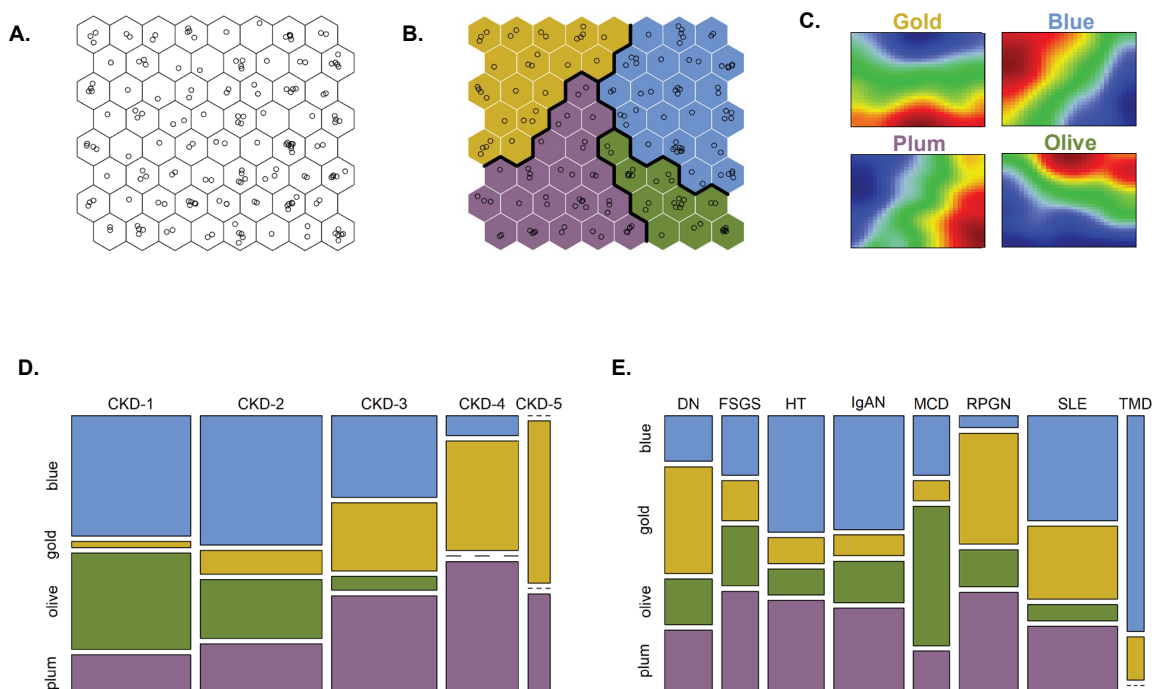 A.
B.
C.
Gold
Blue
Plum
Olive
D.
E.
CKD-1 CKD-2 CKD-3 CKD-4 CKD-5
blue
gold
olive
plum
DN FSGS HT IgAN MCD RPGN SLE TMD
blue
gold
olive
plum